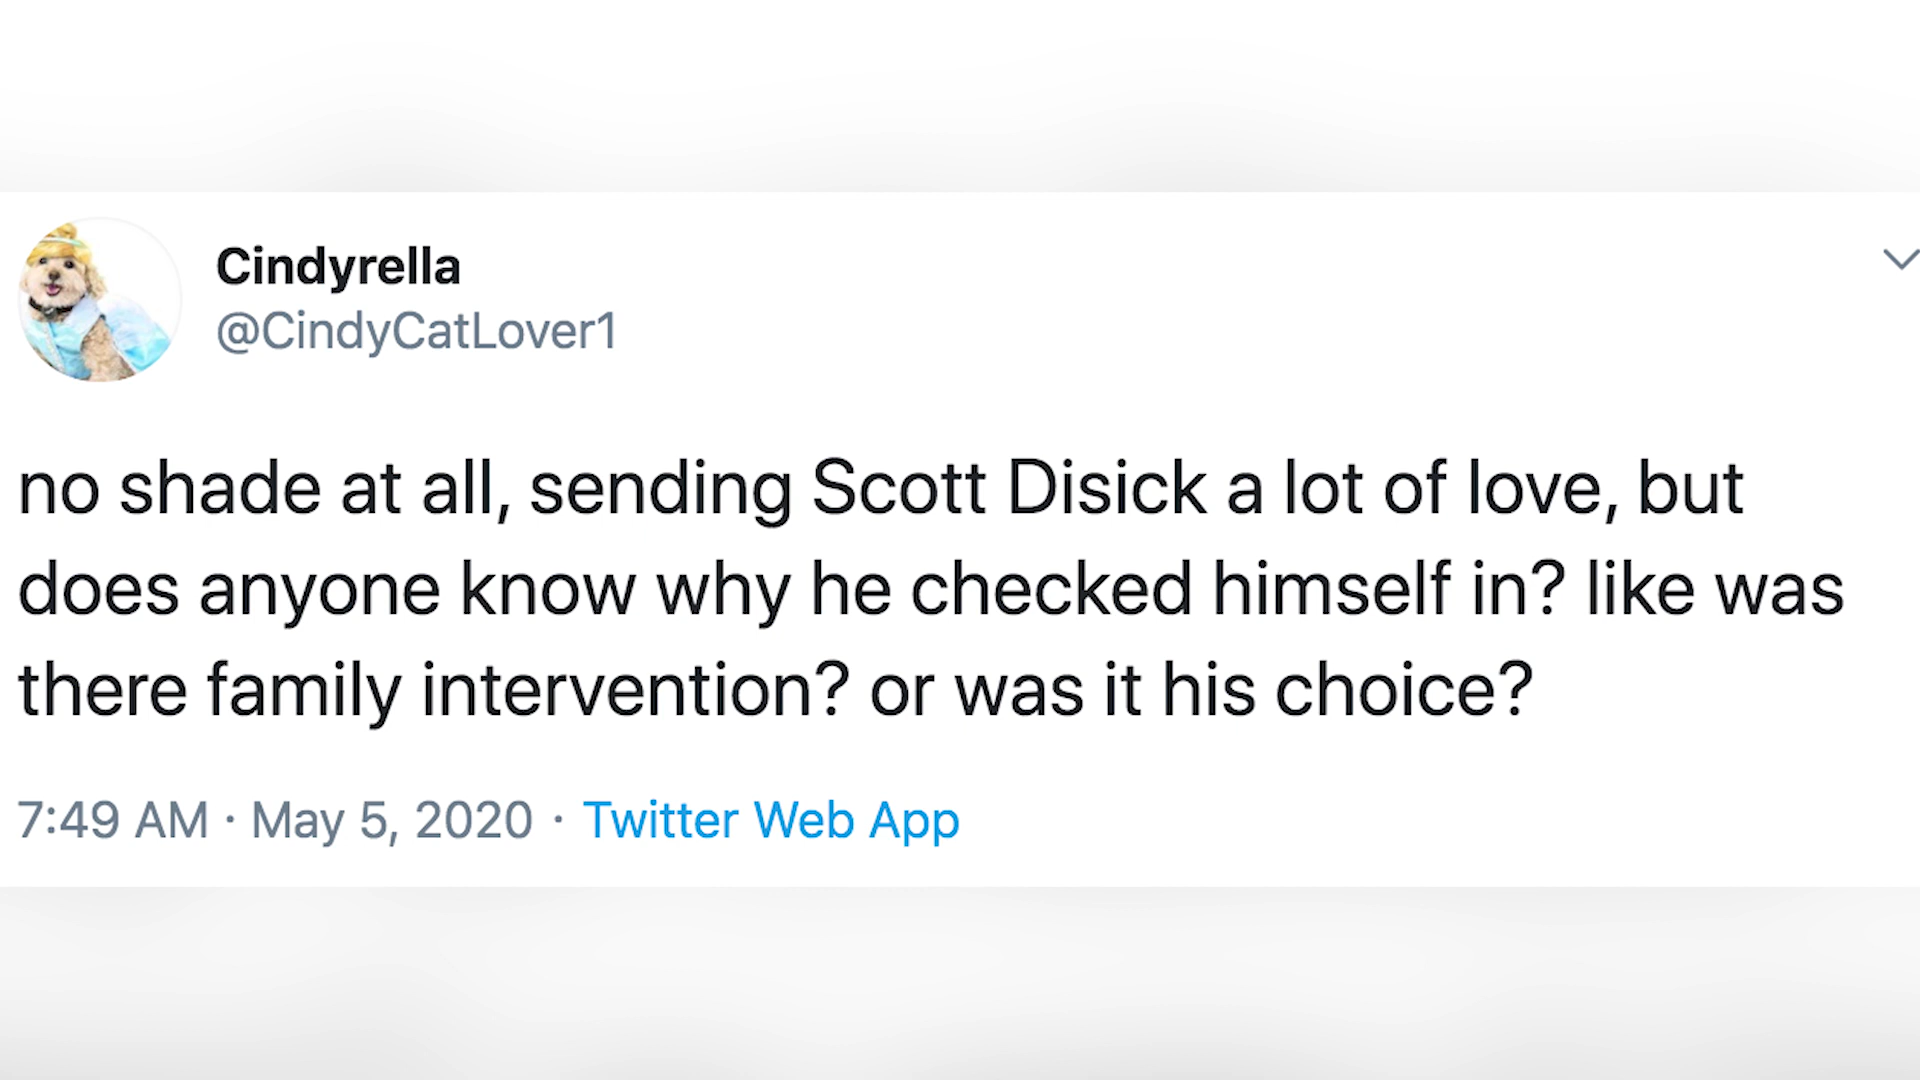 Cindyrella
@CindyCatLover1
no shade at all, sending Scott Disick a lot of love, but
does anyone know why he checked himself in? like was
there family intervention? or was it his choice?
7:49 AM · May 5, 2020 · Twitter Web App